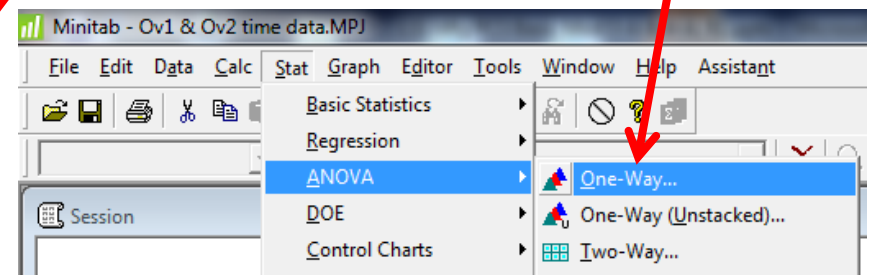 Minitab - Ov1 & Ov2 time data.MPJ
File Edit Data Calc Stat Graph Editor Tools Window Help Assistant
Basic Statistics
Regression
ANOVA
One-Way...
Session
DOE
One-Way (Unstacked)...
Control Charts
Two-Way...